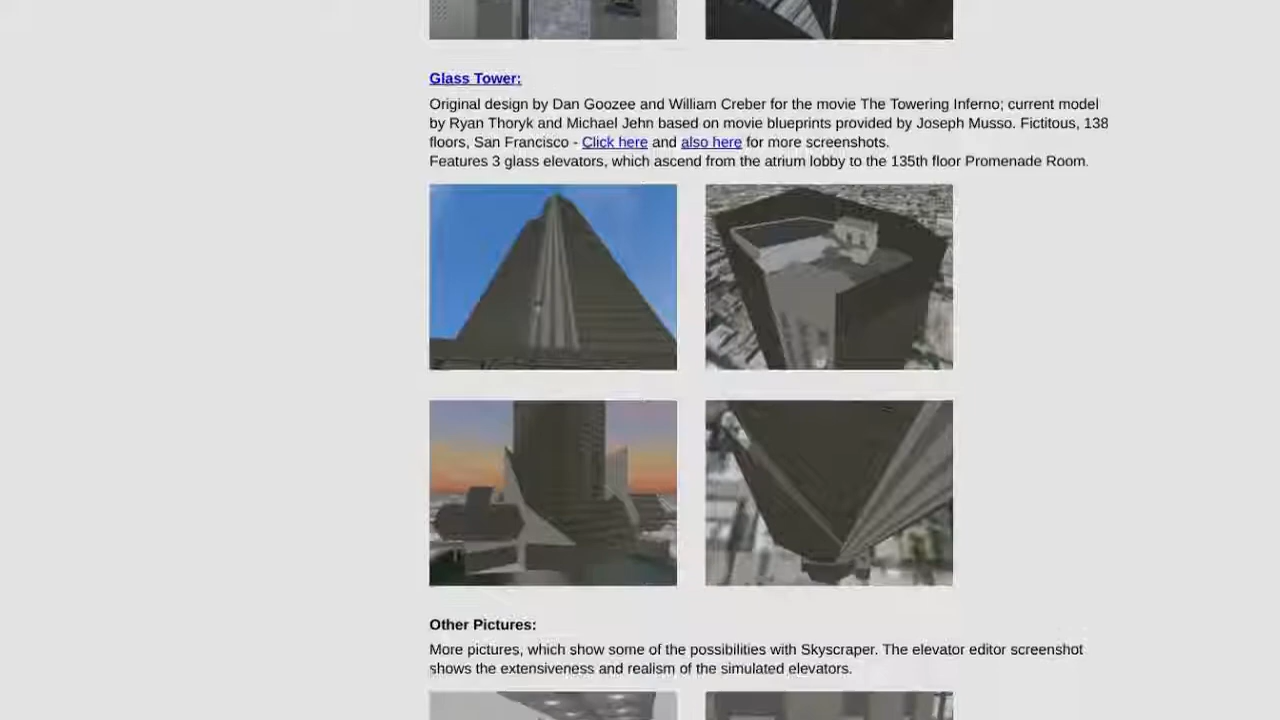 Glass Tower:
Original design by Dan Goozee and William Creber for the movie The Towering Inferno; current model
by Ryan Thoryk and Michael Jehn based on movie blueprints provided by Joseph Musso. Fictitous, 138
floors, San Francisco - Click here and also here for more screenshots.
Features 3 glass elevators, which ascend from the atrium lobby to the 135th floor Promenade Room.
Other Pictures:
More pictures, which show some of the possibilities with Skyscraper. The elevator editor screenshot
shows the extensiveness and realism of the simulated elevators.